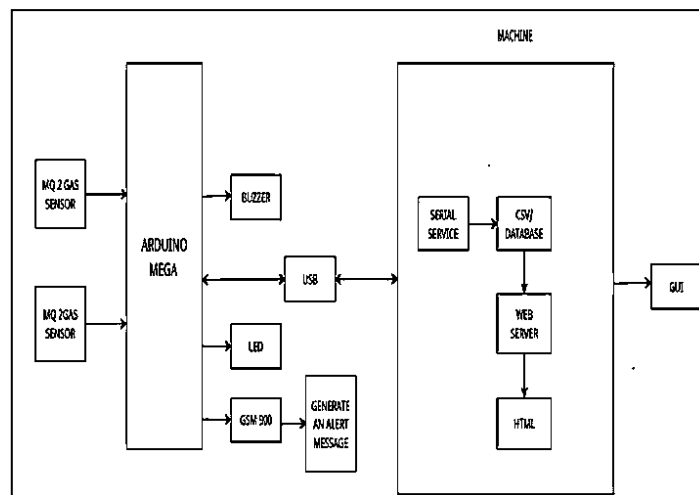 MACHINE
MQ 2 GAS
SENSOR
MQ 2GAS
SENSOR
ARDUINO
MEGA
BUZZER
USB
LED
GSM 900
GENERATE
AN ALERT
MESSAGE
SERIAL
SERVICE
CSV/
DATABASE
WEB
SERVER
HTML
GUI